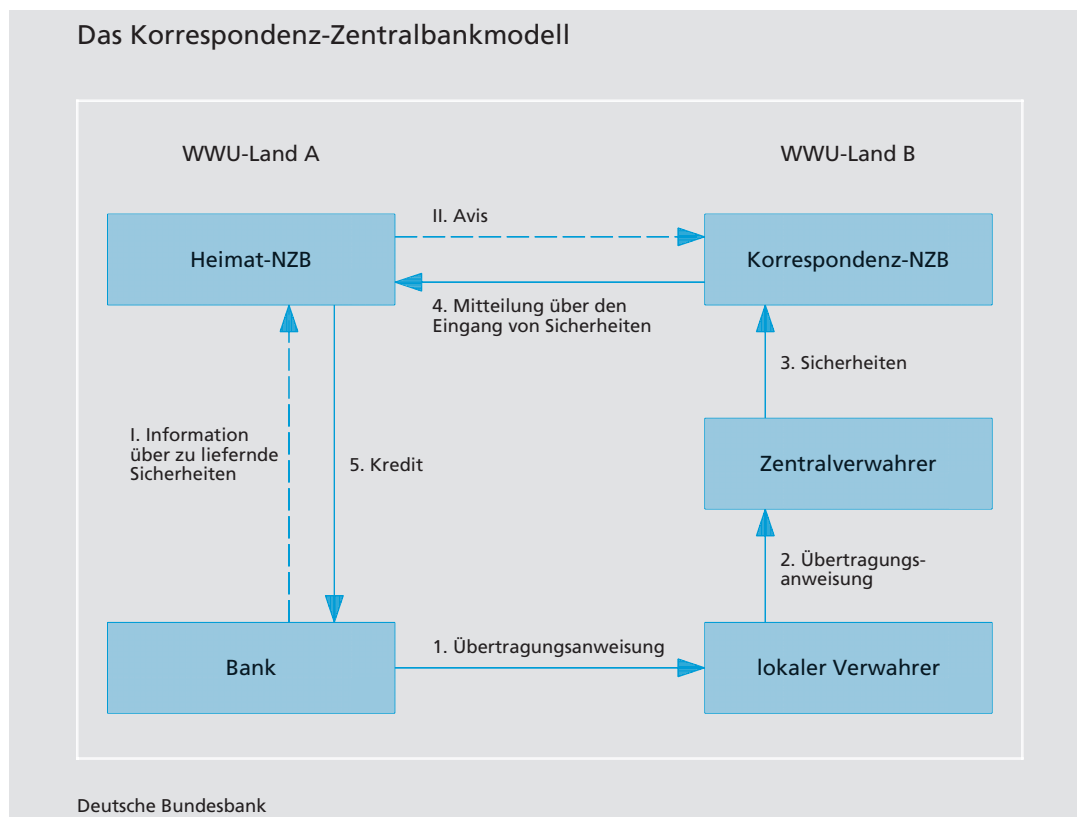 Das Korrespondenz-Zentralbankmodell
WWU-Land A
WWU-Land B
II. Avis
Heimat-NZB
Korrespondenz-NZB
4. Mitteilung über den
Eingang von Sicherheiten
3. Sicherheiten
I. Information
über zu liefernde
Sicherheiten
5. Kredit
Zentralverwahrer
2. Übertragungs-
anweisung
1. Übertragungsanweisung
Bank
lokaler Verwahrer
Deutsche Bundesbank